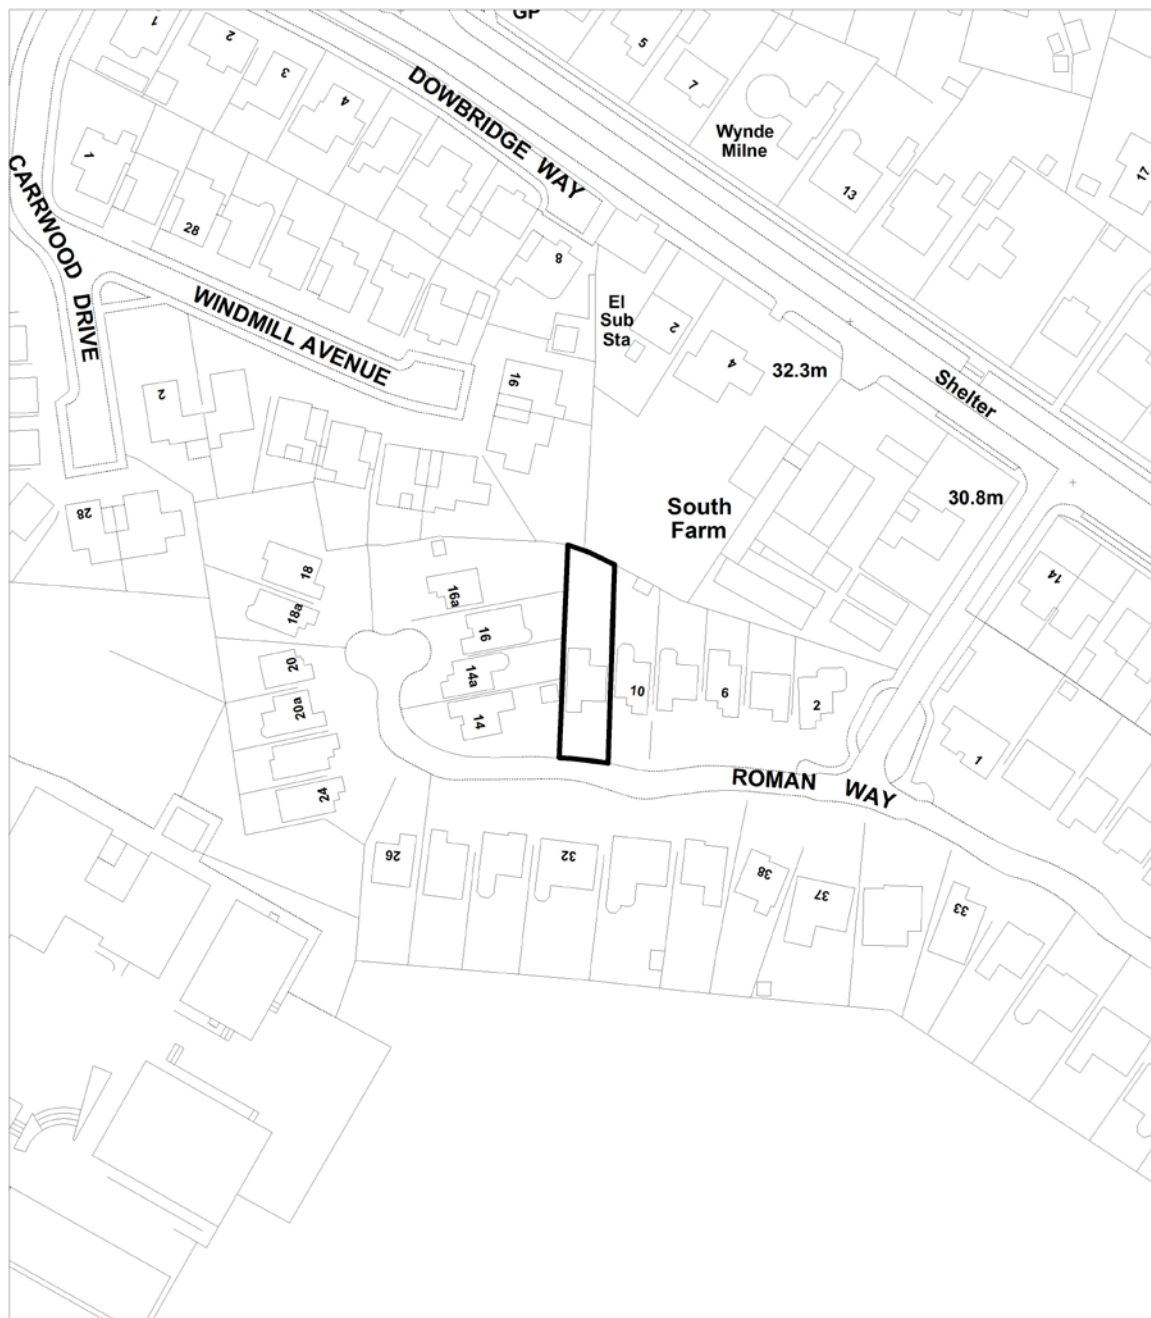 GP
1
2
3
4
5
7
DOWBRIDGE WAY
Wynde
Milne
13
17
1
28
CARRWOOD DRIVE
8
WINDMILL AVENUE
El
Sub
Sta
2
4
32.3m
Shelter
2
16
South
Farm
30.8m
28
18
16a
14
18a
16
20
14a
10
6
2
20a
14
1
ROMAN WAY
24
26
32
38
37
33